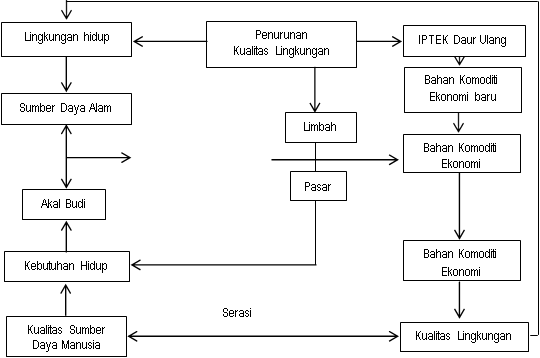 Lingkungan hidup
Penurunan
Kualitas Lingkungan
IPTEK Daur Ulang
Bahan Komoditi
Ekonomi baru
Sumber Daya Alam
Limbah
Bahan Komoditi
Ekonomi
Pasar
Akal Budi
Kebutuhan Hidup
Bahan Komoditi
Ekonomi
Serasi
Kualitas Sumber
Daya Manusia
Kualitas Lingkungan